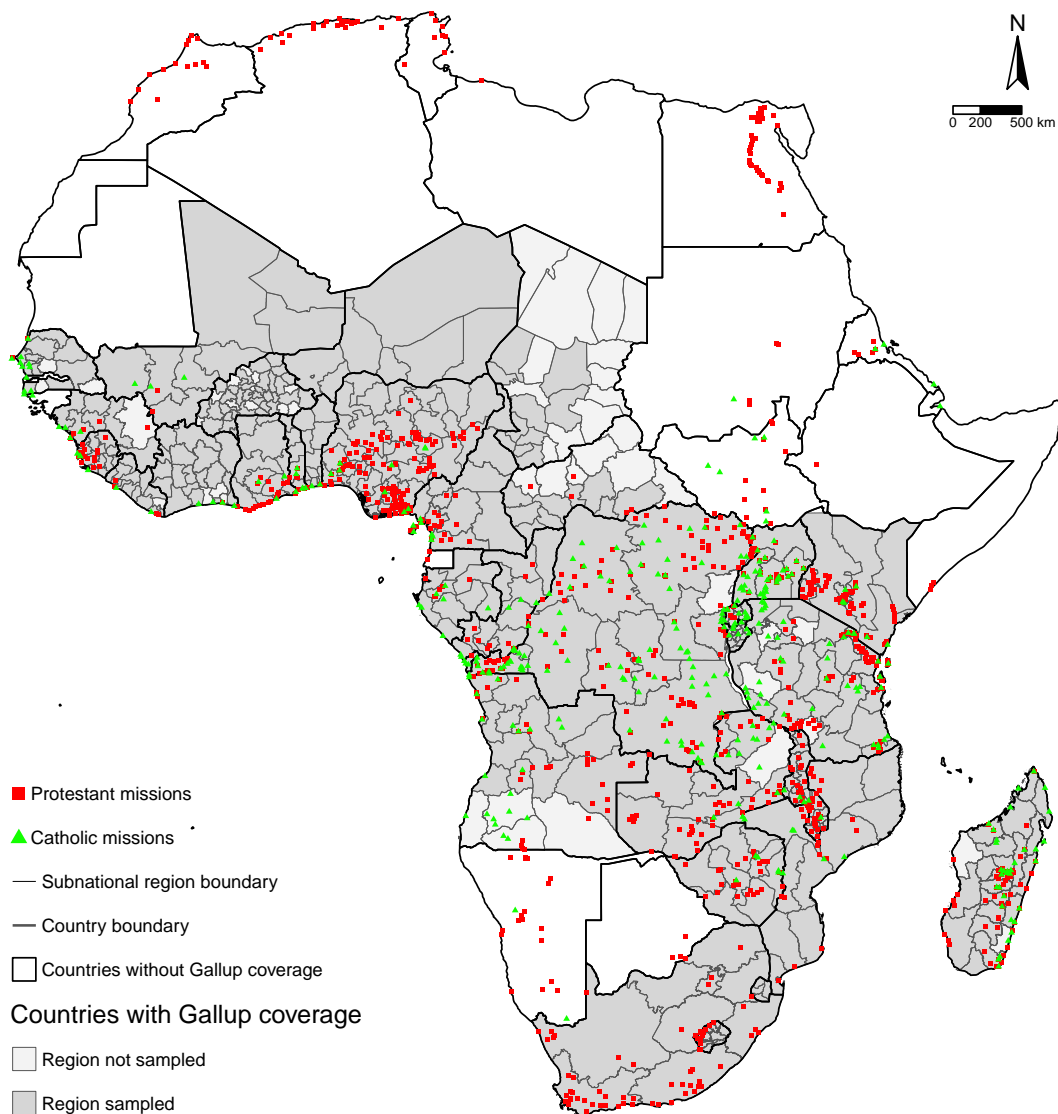 N
0 200 500 km
Protestant missions
Catholic missions
Subnational region boundary
Country boundary
Countries without Gallup coverage
Countries with Gallup coverage
Region not sampled
Region sampled